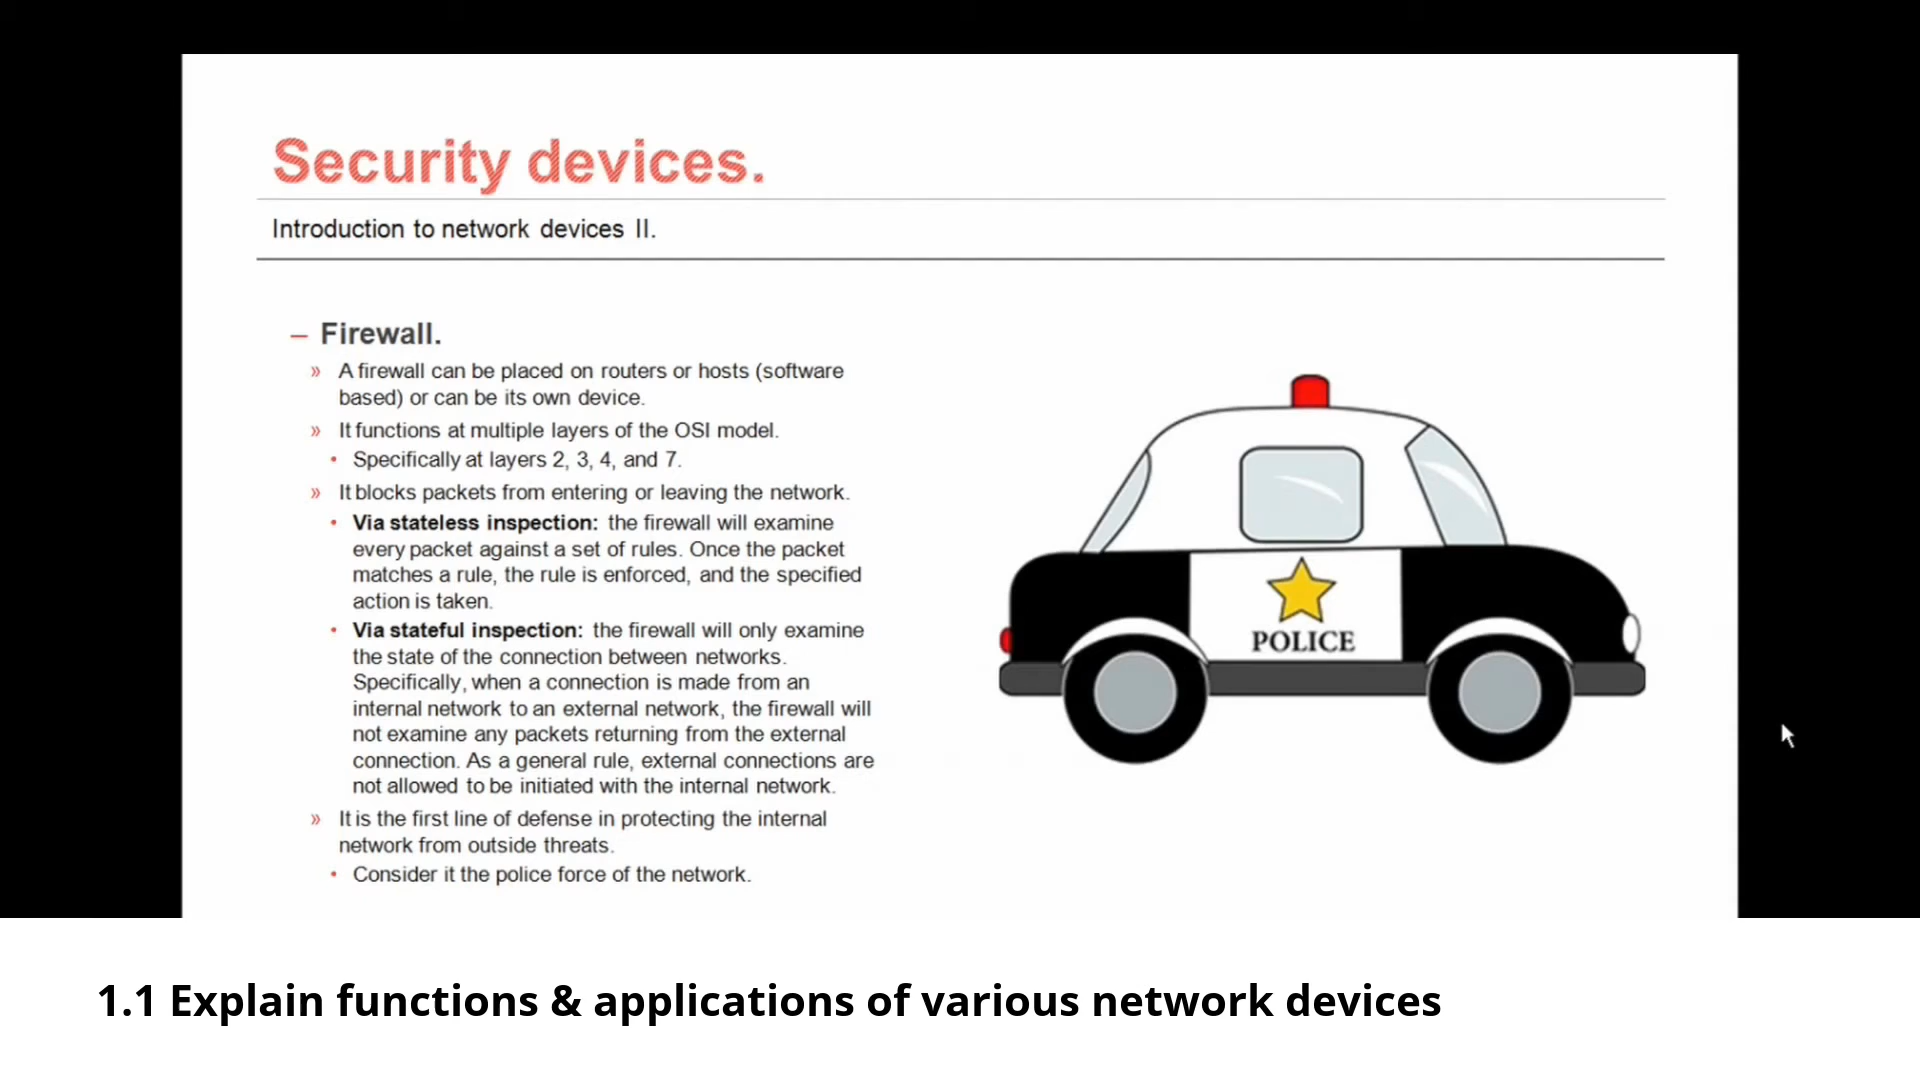 Security devices.
Introduction to network devices II.
– Firewall.
» A firewall can be placed on routers or hosts (software
based) or can be its own device.
» It functions at multiple layers of the OSI model.
• Specifically at layers 2, 3, 4, and 7.
» It blocks packets from entering or leaving the network.
• Via stateless inspection: the firewall will examine
every packet against a set of rules. Once the packet
matches a rule, the rule is enforced, and the specified
action is taken.
• Via stateful inspection: the firewall will only examine
the state of the connection between networks.
Specifically, when a connection is made from an
internal network to an external network, the firewall will
not examine any packets returning from the external
connection. As a general rule, external connections are
not allowed to be initiated with the internal network.
» It is the first line of defense in protecting the internal
network from outside threats.
• Consider it the police force of the network.
POLICE
1.1 Explain functions & applications of various network devices